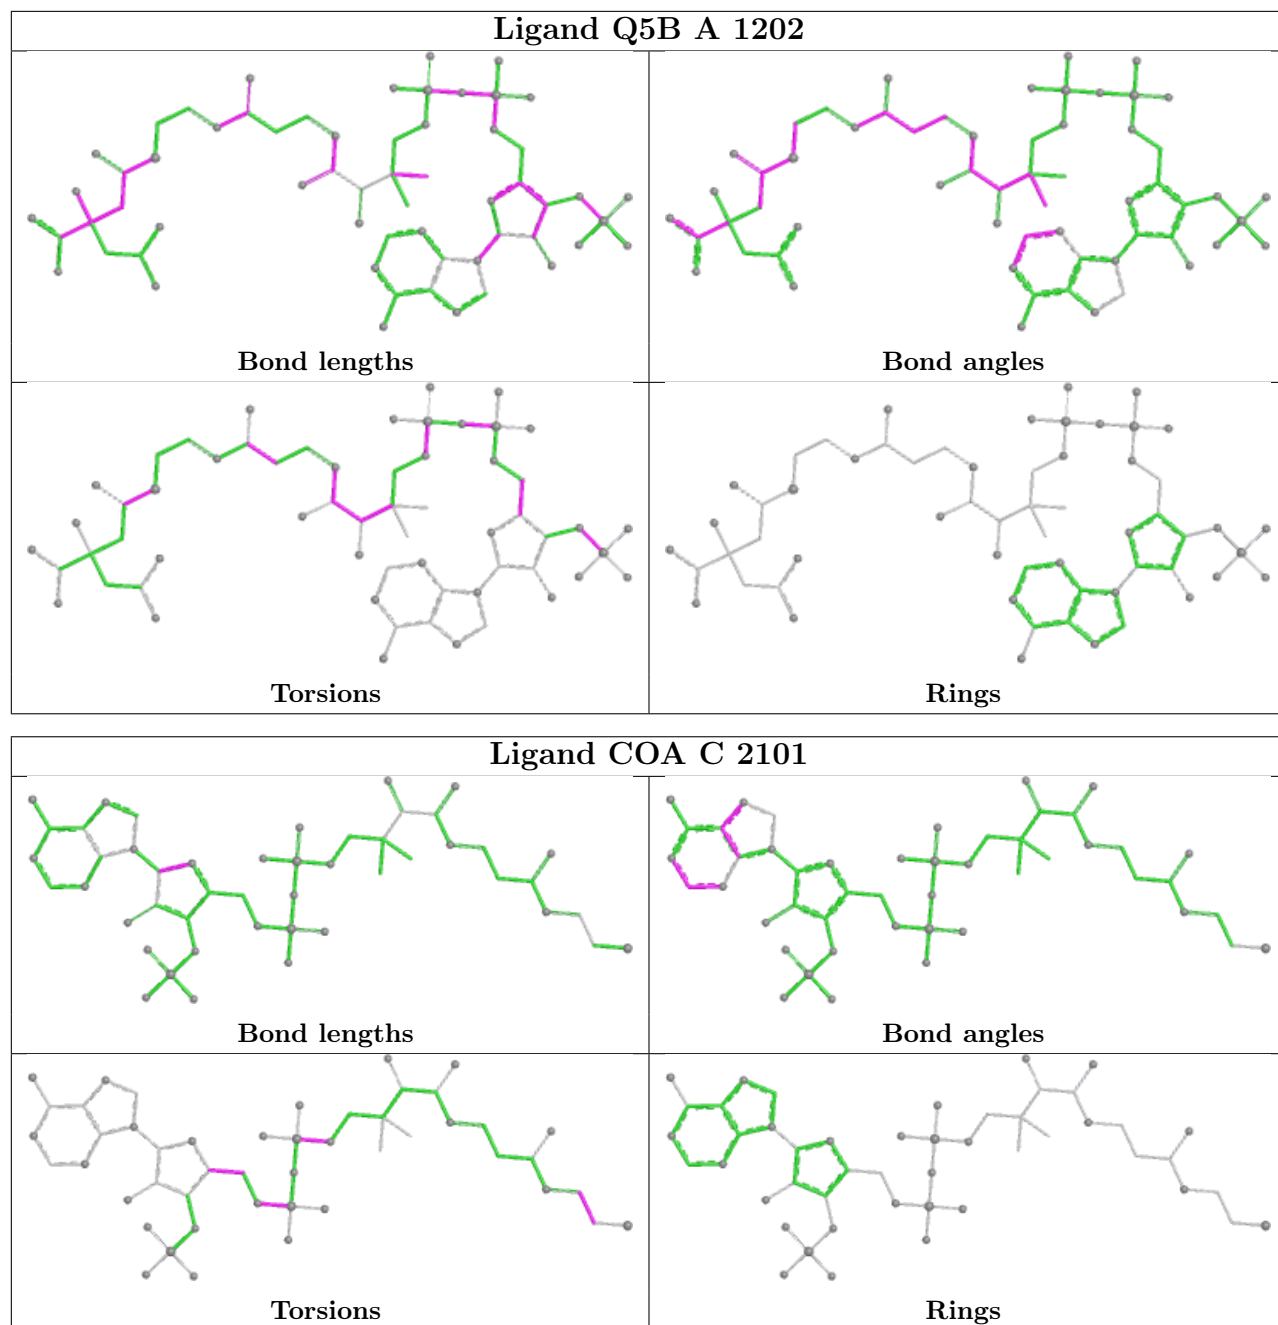 Ligand Q5B A 1202
Bond lengths
Bond angles
Torsions
Rings
Ligand COA C 2101
Bond lengths
Bond angles
Torsions
Rings